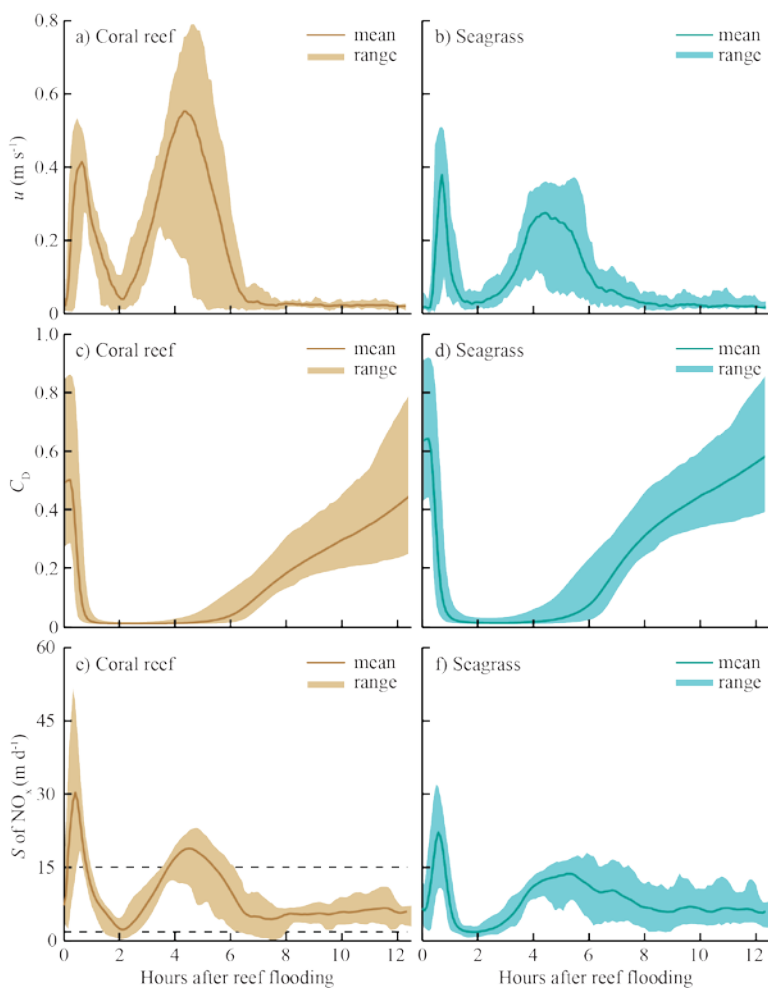 a) Coral reef
mean
range
b) Seagrass
mean
range
0.8
0.6
0.4
0.2
0
u (m s⁻¹)
c) Coral reef
mean
range
d) Seagrass
mean
range
1.0
0.8
0.6
0.4
0.2
0
C_D
e) Coral reef
mean
range
f) Seagrass
mean
range
60
45
30
15
0
S of NOₓ (m d⁻¹)
0 2 4 6 8 10 12
0 2 4 6 8 10 12
Hours after reef flooding
Hours after reef flooding